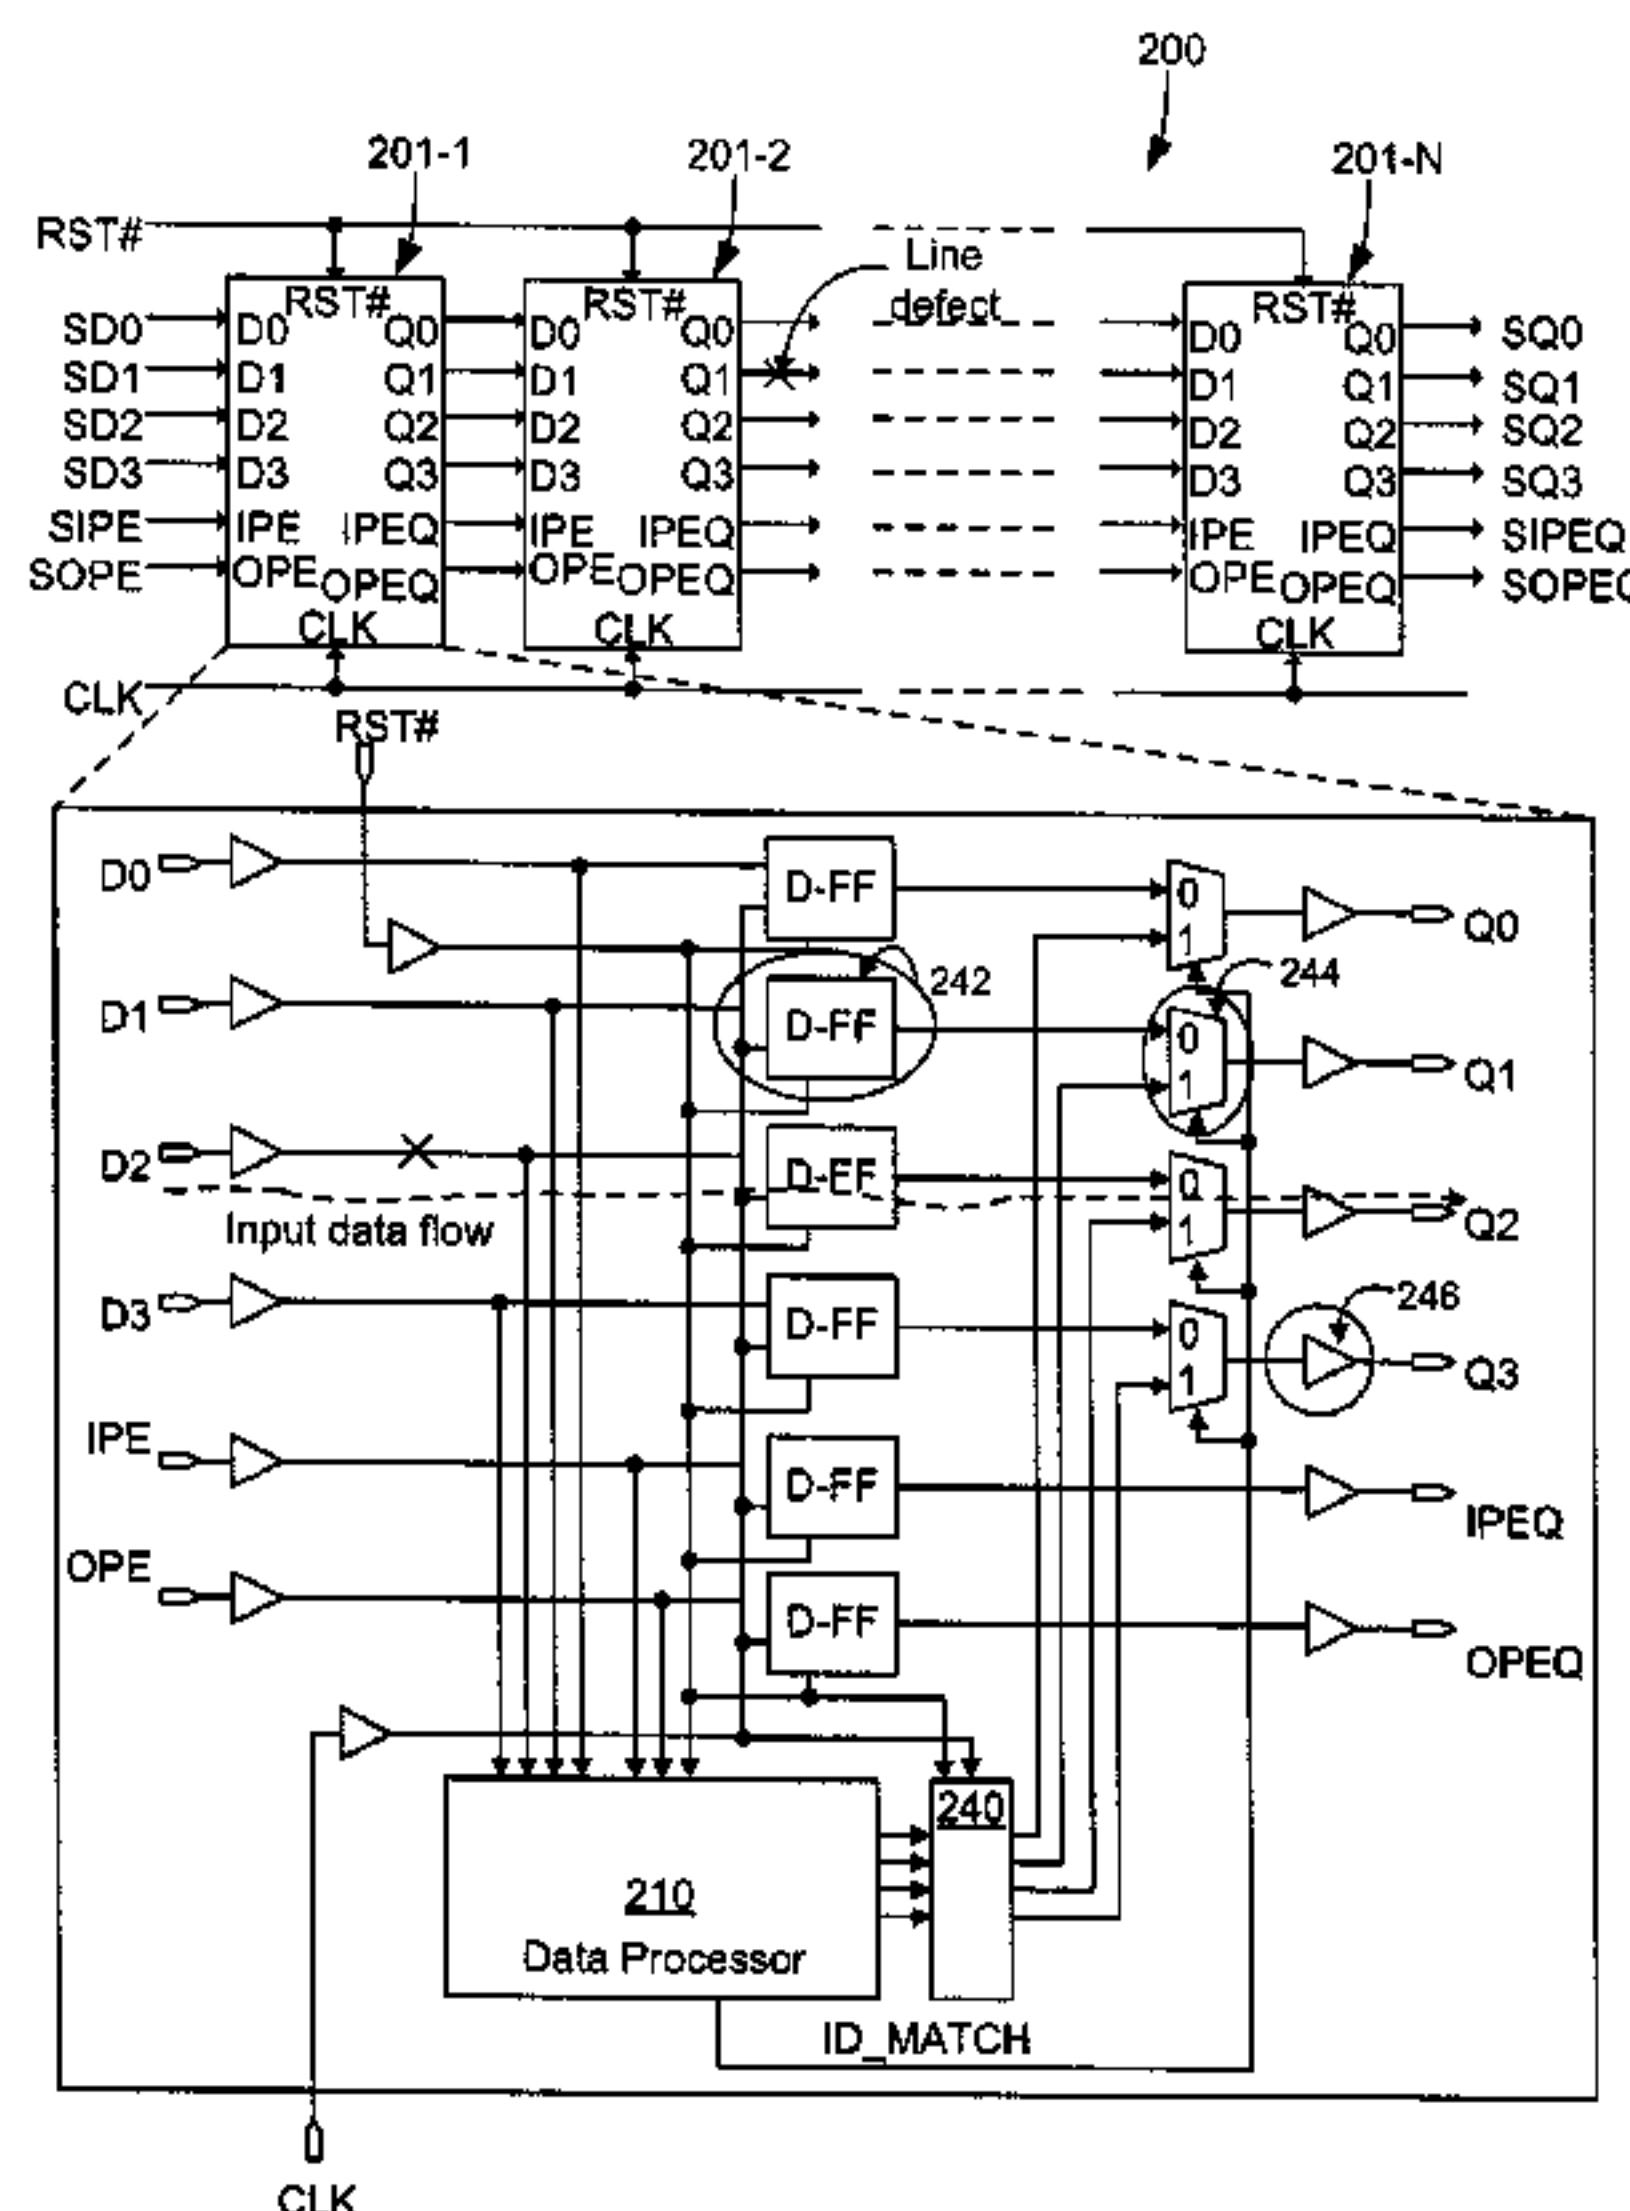 200
201-1
201-2
201-N
RST#
Line
defect
RST#
RST#
RST#
SD0
D0
Q0
D0
Q0
D0
Q0
SQ0
SD1
D1
Q1
D1
Q1
D1
Q1
SQ1
SD2
D2
Q2
D2
Q2
D2
Q2
SQ2
SD3
D3
Q3
D3
Q3
D3
Q3
SQ3
SIPE
IPE
IPEQ
IPE
IPEQ
IPE
IPEQ
SIPEQ
SOPE
OPE
OPEQ
OPE
OPEQ
OPE
OPEQ
SOPEQ
CLK
CLK
CLK
CLK
RST#
D0
D-FF
0
1
Q0
242
244
D1
D-FF
0
1
Q1
D2
D-FF
0
1
Q2
Input data flow
D3
D-FF
0
1
246
Q3
IPE
D-FF
IPEQ
OPE
D-FF
OPEQ
240
210
Data Processor
ID_MATCH
CLK